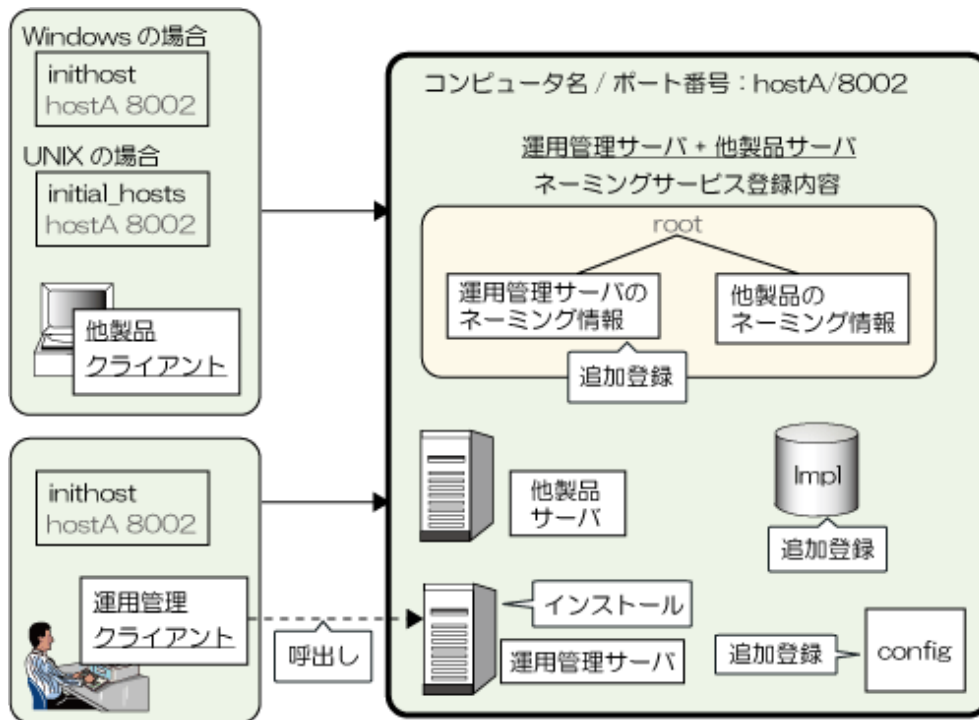 Windows の場合
inithost
hostA 8002
UNIX の場合
initial_hosts
hostA 8002
他製品
クライアント
inithost
hostA 8002
運用管理
クライアント
呼出し
コンピュータ名 / ポート番号：hostA/8002
運用管理サーバ + 他製品サーバ
ネーミングサービス登録内容
root
運用管理サーバの
ネーミング情報
他製品の
ネーミング情報
追加登録
他製品
サーバ
Impl
追加登録
インストール
運用管理サーバ
追加登録
config